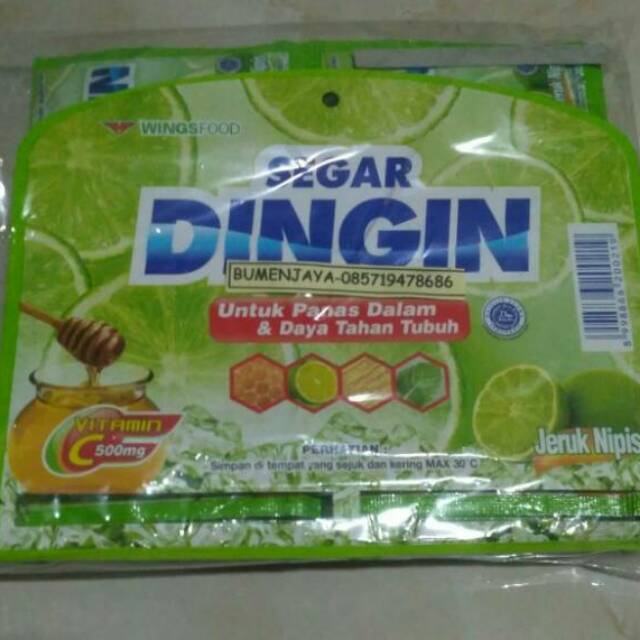 WINGSFOOD
SEGAR
DINGIN
BUMENJAYA-085719478686
Untuk Panas Dalam
& Daya Tahan Tubuh
VITAMIN
C 500mg
PERHATIAN :
Simpan di tempat yang sejuk dan kering MAX 30°C
Jeruk Nipis